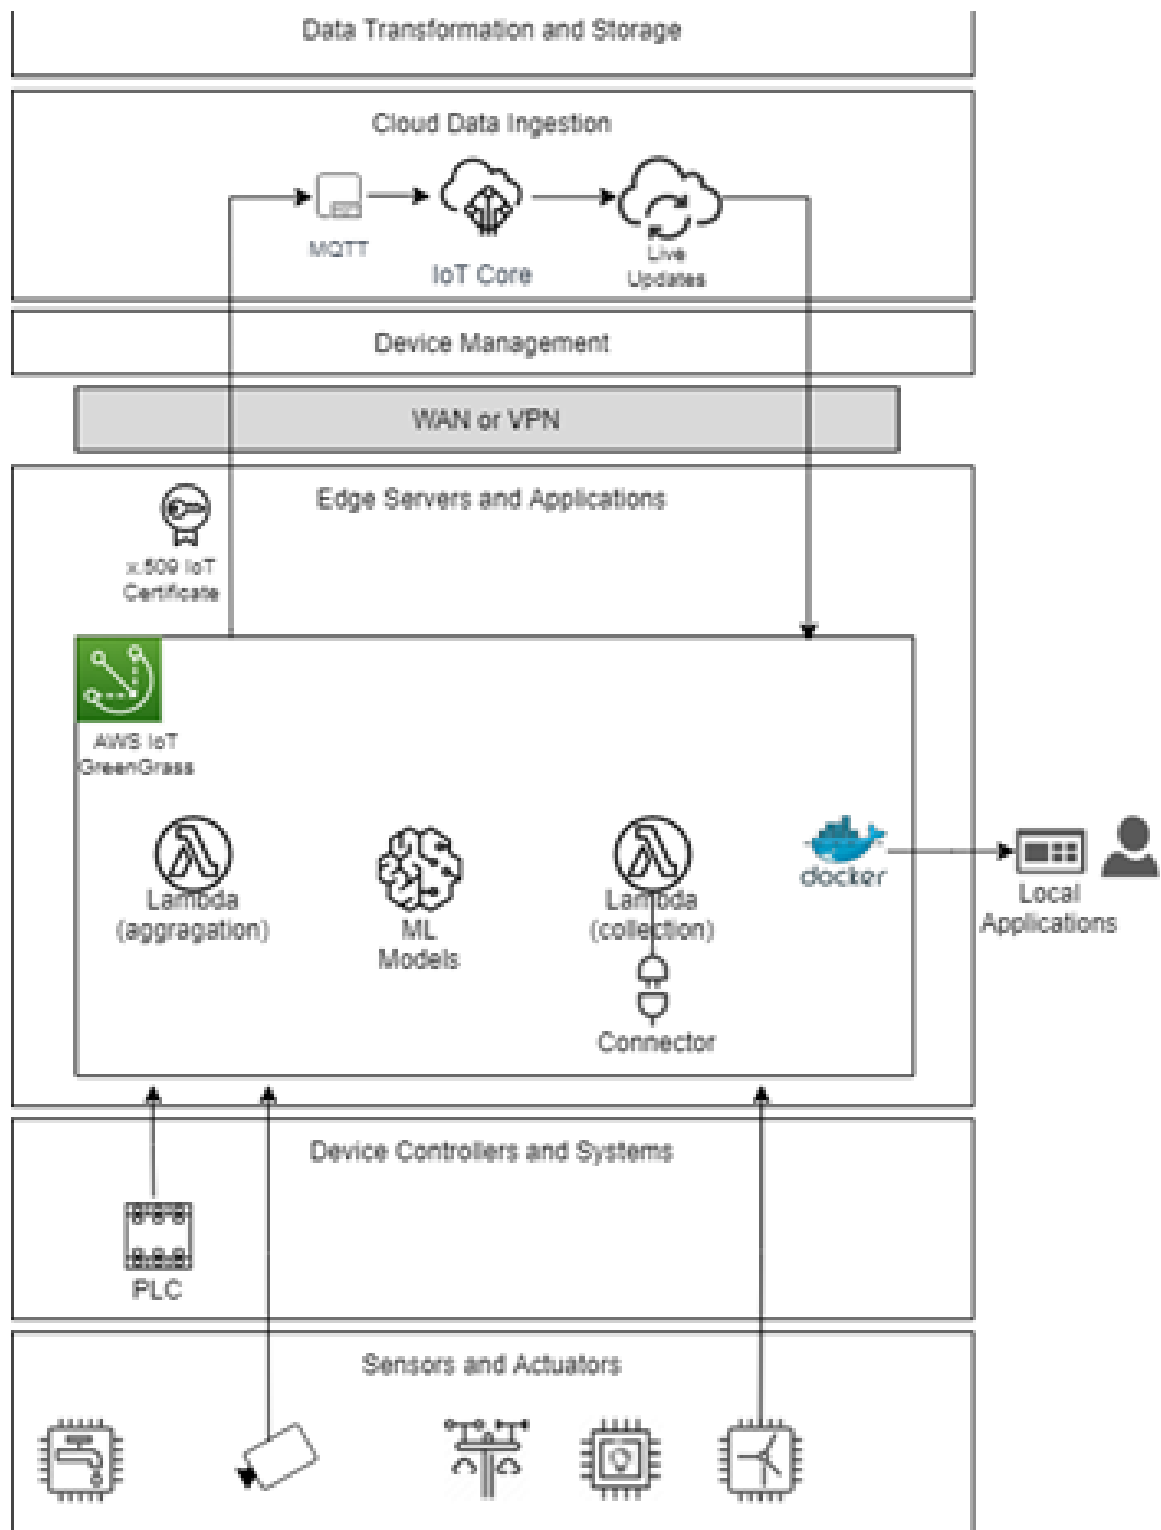 Data Transformation and Storage
Cloud Data Ingestion
MQTT
IoT Core
Live
Updates
Device Management
WAN or VPN
Edge Servers and Applications
x.509 IoT
Certificate
AWS IoT
GreenGrass
Lambda
(aggragation)
ML
Models
Lambda
(collection)
Connector
docker
Local
Applications
Device Controllers and Systems
PLC
Sensors and Actuators